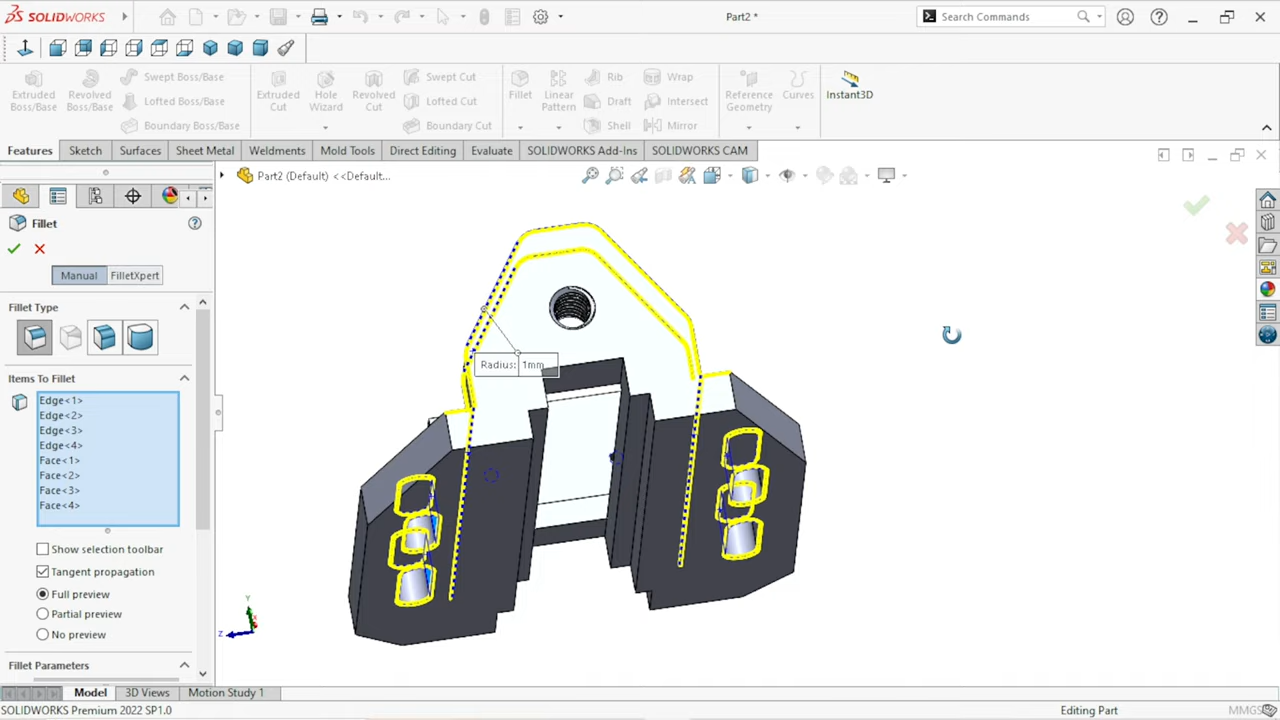 SOLIDWORKS
Part2 *
Search Commands
Extruded Boss/Base
Revolved Boss/Base
Swept Boss/Base
Lofted Boss/Base
Boundary Boss/Base
Extruded Cut
Hole Wizard
Revolved Cut
Swept Cut
Lofted Cut
Boundary Cut
Fillet
Linear Pattern
Rib
Draft
Shell
Wrap
Intersect
Mirror
Reference Geometry
Curves
Instant3D
Features
Sketch
Surfaces
Sheet Metal
Weldments
Mold Tools
Direct Editing
Evaluate
SOLIDWORKS Add-Ins
SOLIDWORKS CAM
Part2 (Default) <<Default...
Fillet
Manual
FilletXpert
Fillet Type
Items To Fillet
Edge<1>
Edge<2>
Edge<3>
Edge<4>
Face<1>
Face<2>
Face<3>
Face<4>
Show selection toolbar
Tangent propagation
Full preview
Partial preview
No preview
Fillet Parameters
Radius: 1mm
Y
Z
Model
3D Views
Motion Study 1
SOLIDWORKS Premium 2022 SP1.0
Editing Part
MMGS